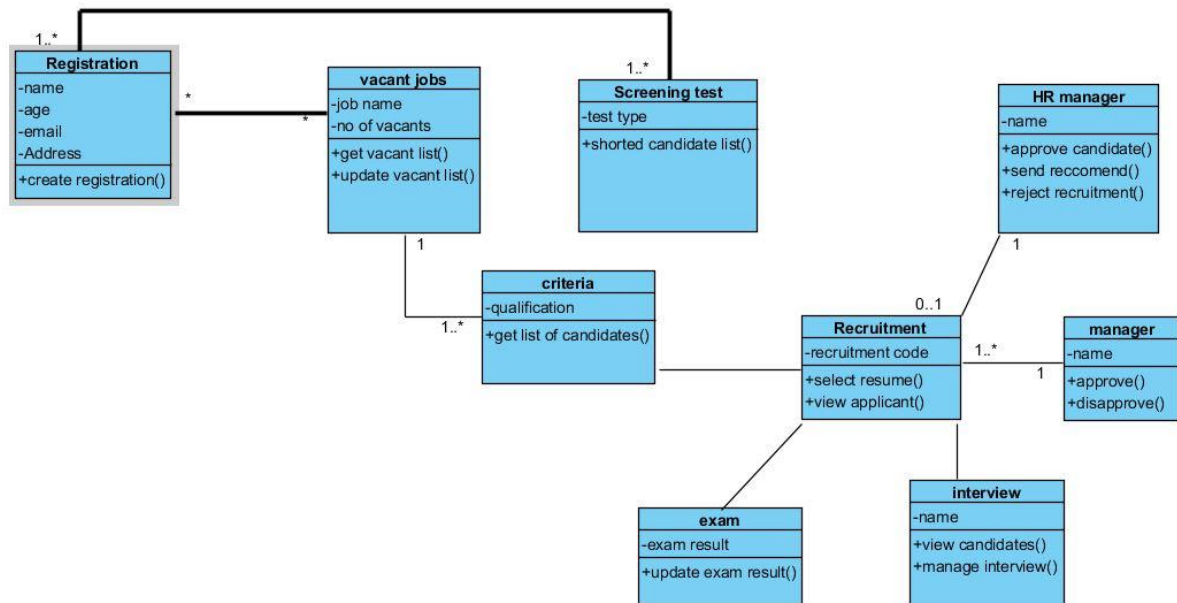 1..*
Registration
-name
-age
-email
-Address
+create registration()
*
*
vacant jobs
-job name
-no of vacants
+get vacant list()
+update vacant list()
1
1..*
Screening test
-test type
+shorted candidate list()
HR manager
-name
+approve candidate()
+send reccomend()
+reject recruitment()
1
1..*
criteria
-qualification
+get list of candidates()
0..1
Recruitment
-recruitment code
+select resume()
+view applicant()
1..*
1
manager
-name
+approve()
+disapprove()
exam
-exam result
+update exam result()
interview
-name
+view candidates()
+manage interview()